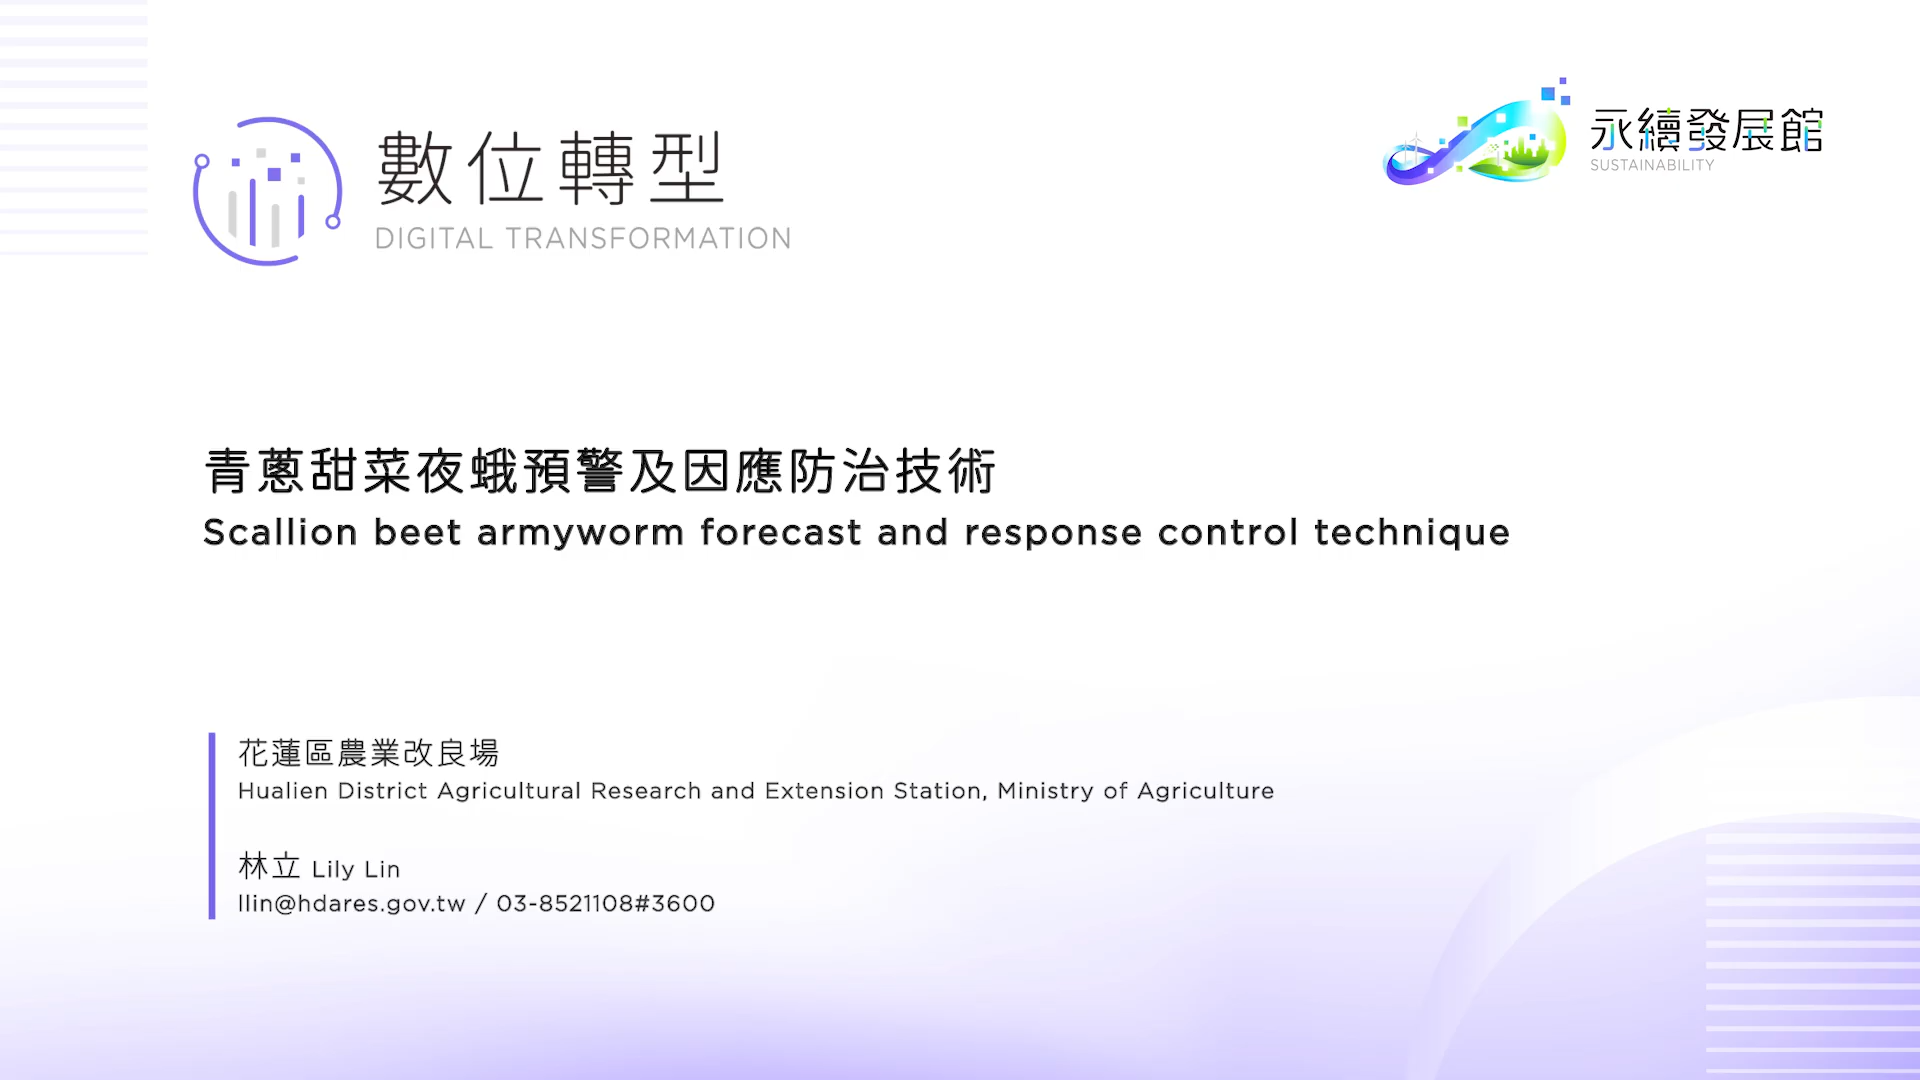 數位轉型
DIGITAL TRANSFORMATION
永續發展館
SUSTAINABILITY
青蔥甜菜夜蛾預警及因應防治技術
Scallion beet armyworm forecast and response control technique
花蓮區農業改良場
Hualien District Agricultural Research and Extension Station, Ministry of Agriculture
林立 Lily Lin
llin@hdares.gov.tw / 03-8521108#3600